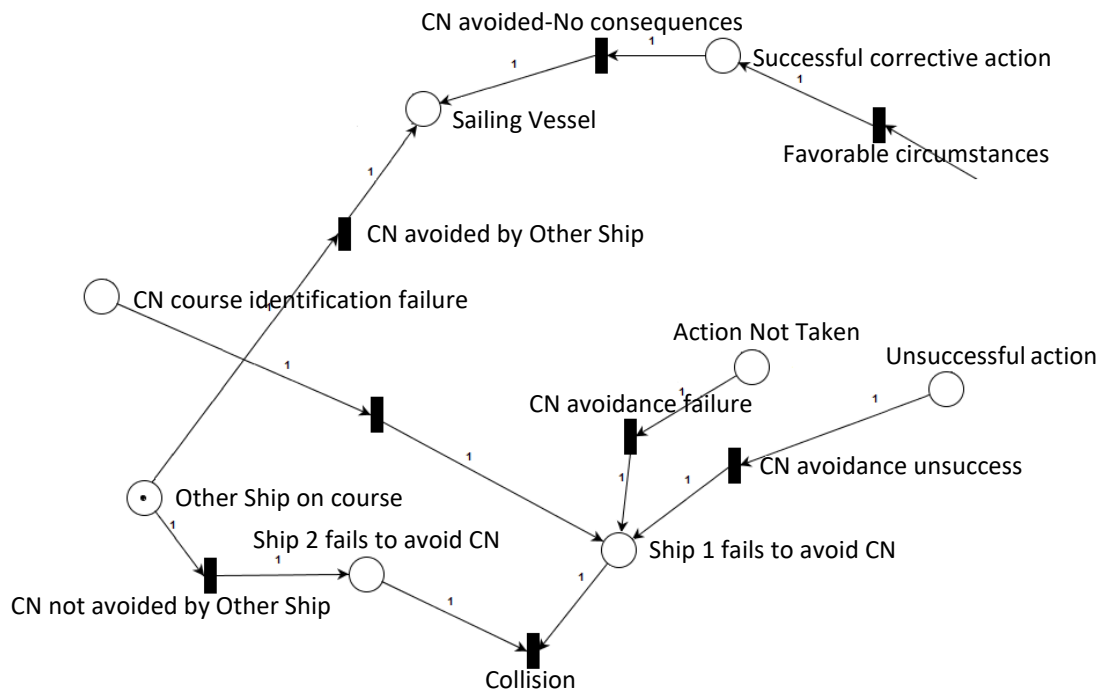 CN avoided-No consequences
1
1
Successful corrective action
1
Sailing Vessel
Favorable circumstances
1
CN avoided by Other Ship
CN course identification failure
1
Action Not Taken
Unsuccessful action
1
1
1
CN avoidance failure
1
CN avoidance unsuccess
1
1
Other Ship on course
1
Ship 2 fails to avoid CN
Ship 1 fails to avoid CN
1
1
1
CN not avoided by Other Ship
Collision